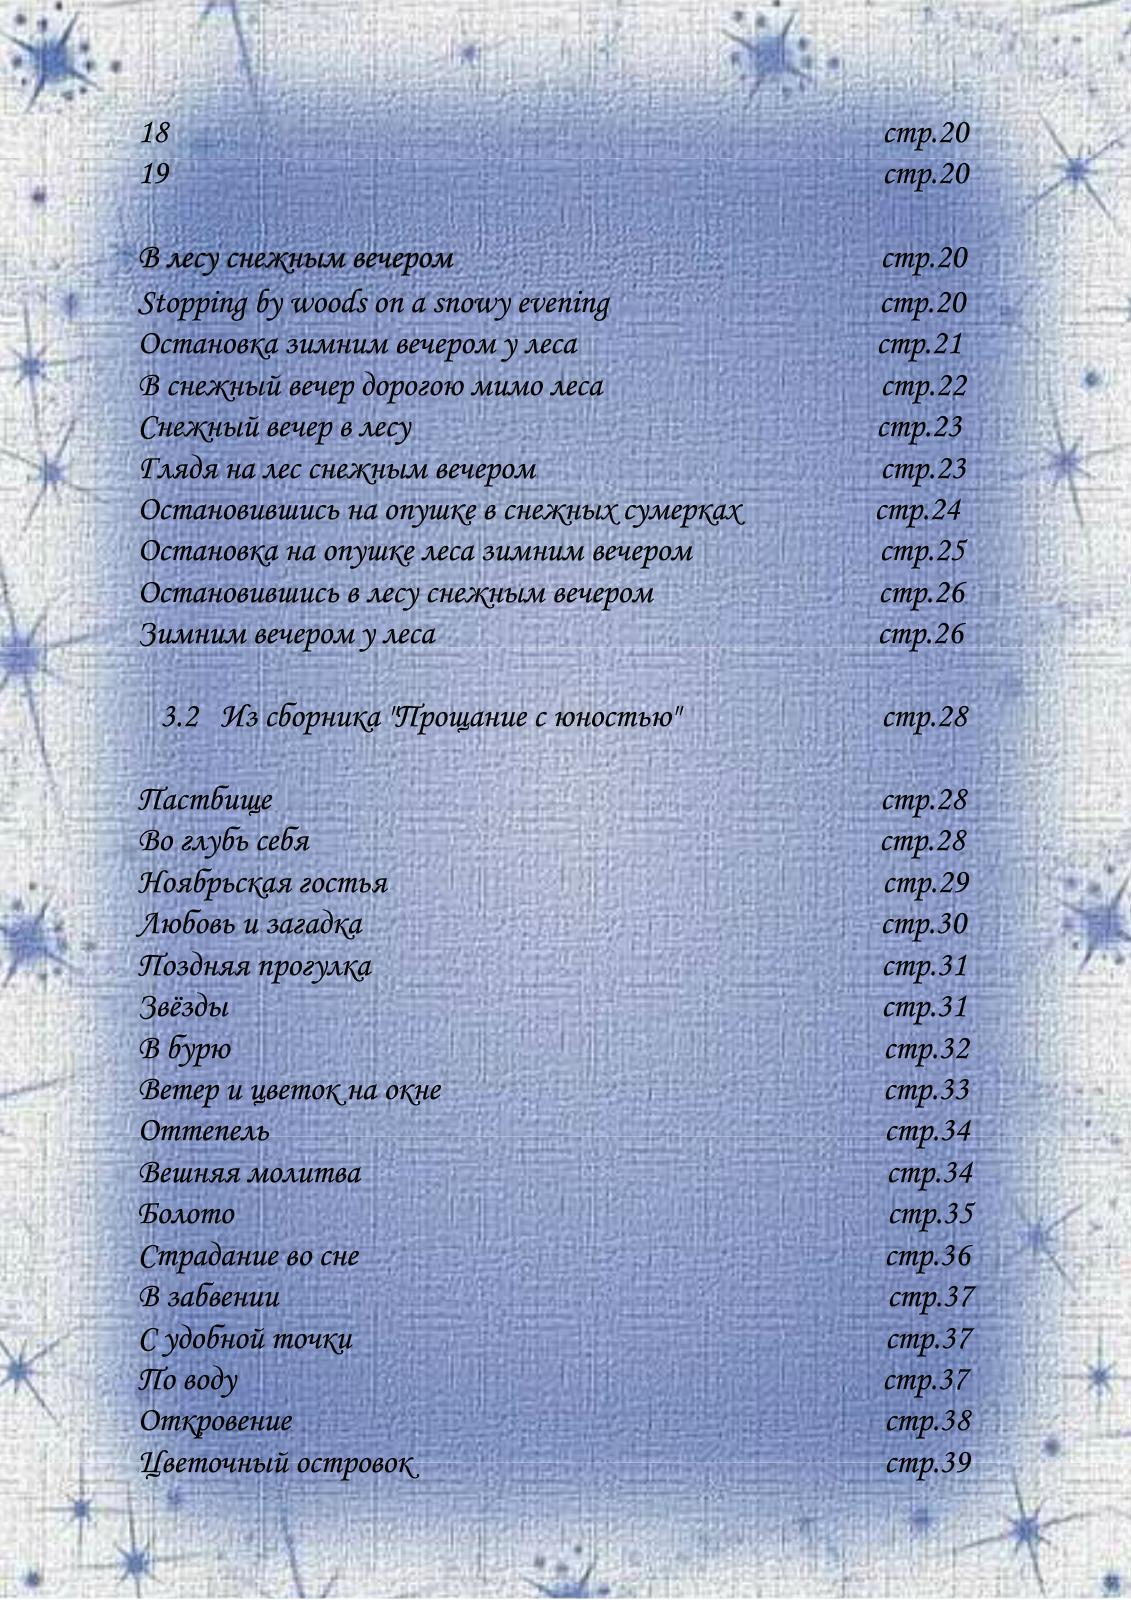 18 стр.20
19 стр.20
В лесу снежным вечером стр.20
Stopping by woods on a snowy evening стр.20
Остановка зимним вечером у леса стр.21
В снежный вечер дорогою мимо леса стр.22
Снежный вечер в лесу стр.23
Глядя на лес снежным вечером стр.23
Остановившись на опушке в снежных сумерках стр.24
Остановка на опушке леса зимним вечером стр.25
Остановившись в лесу снежным вечером стр.26
Зимним вечером у леса стр.26
3.2 Из сборника "Прощание с юностью" стр.28
Пастбище стр.28
Во глубь себя стр.28
Ноябрьская гостья стр.29
Любовь и загадка стр.30
Поздняя прогулка стр.31
Звёзды стр.31
В бурю стр.32
Ветер и цветок на окне стр.33
Оттепель стр.34
Вешняя молитва стр.34
Болото стр.35
Страдание во сне стр.36
В забвении стр.37
С удобной точки стр.37
По воду стр.37
Откровение стр.38
Цветочный островок стр.39